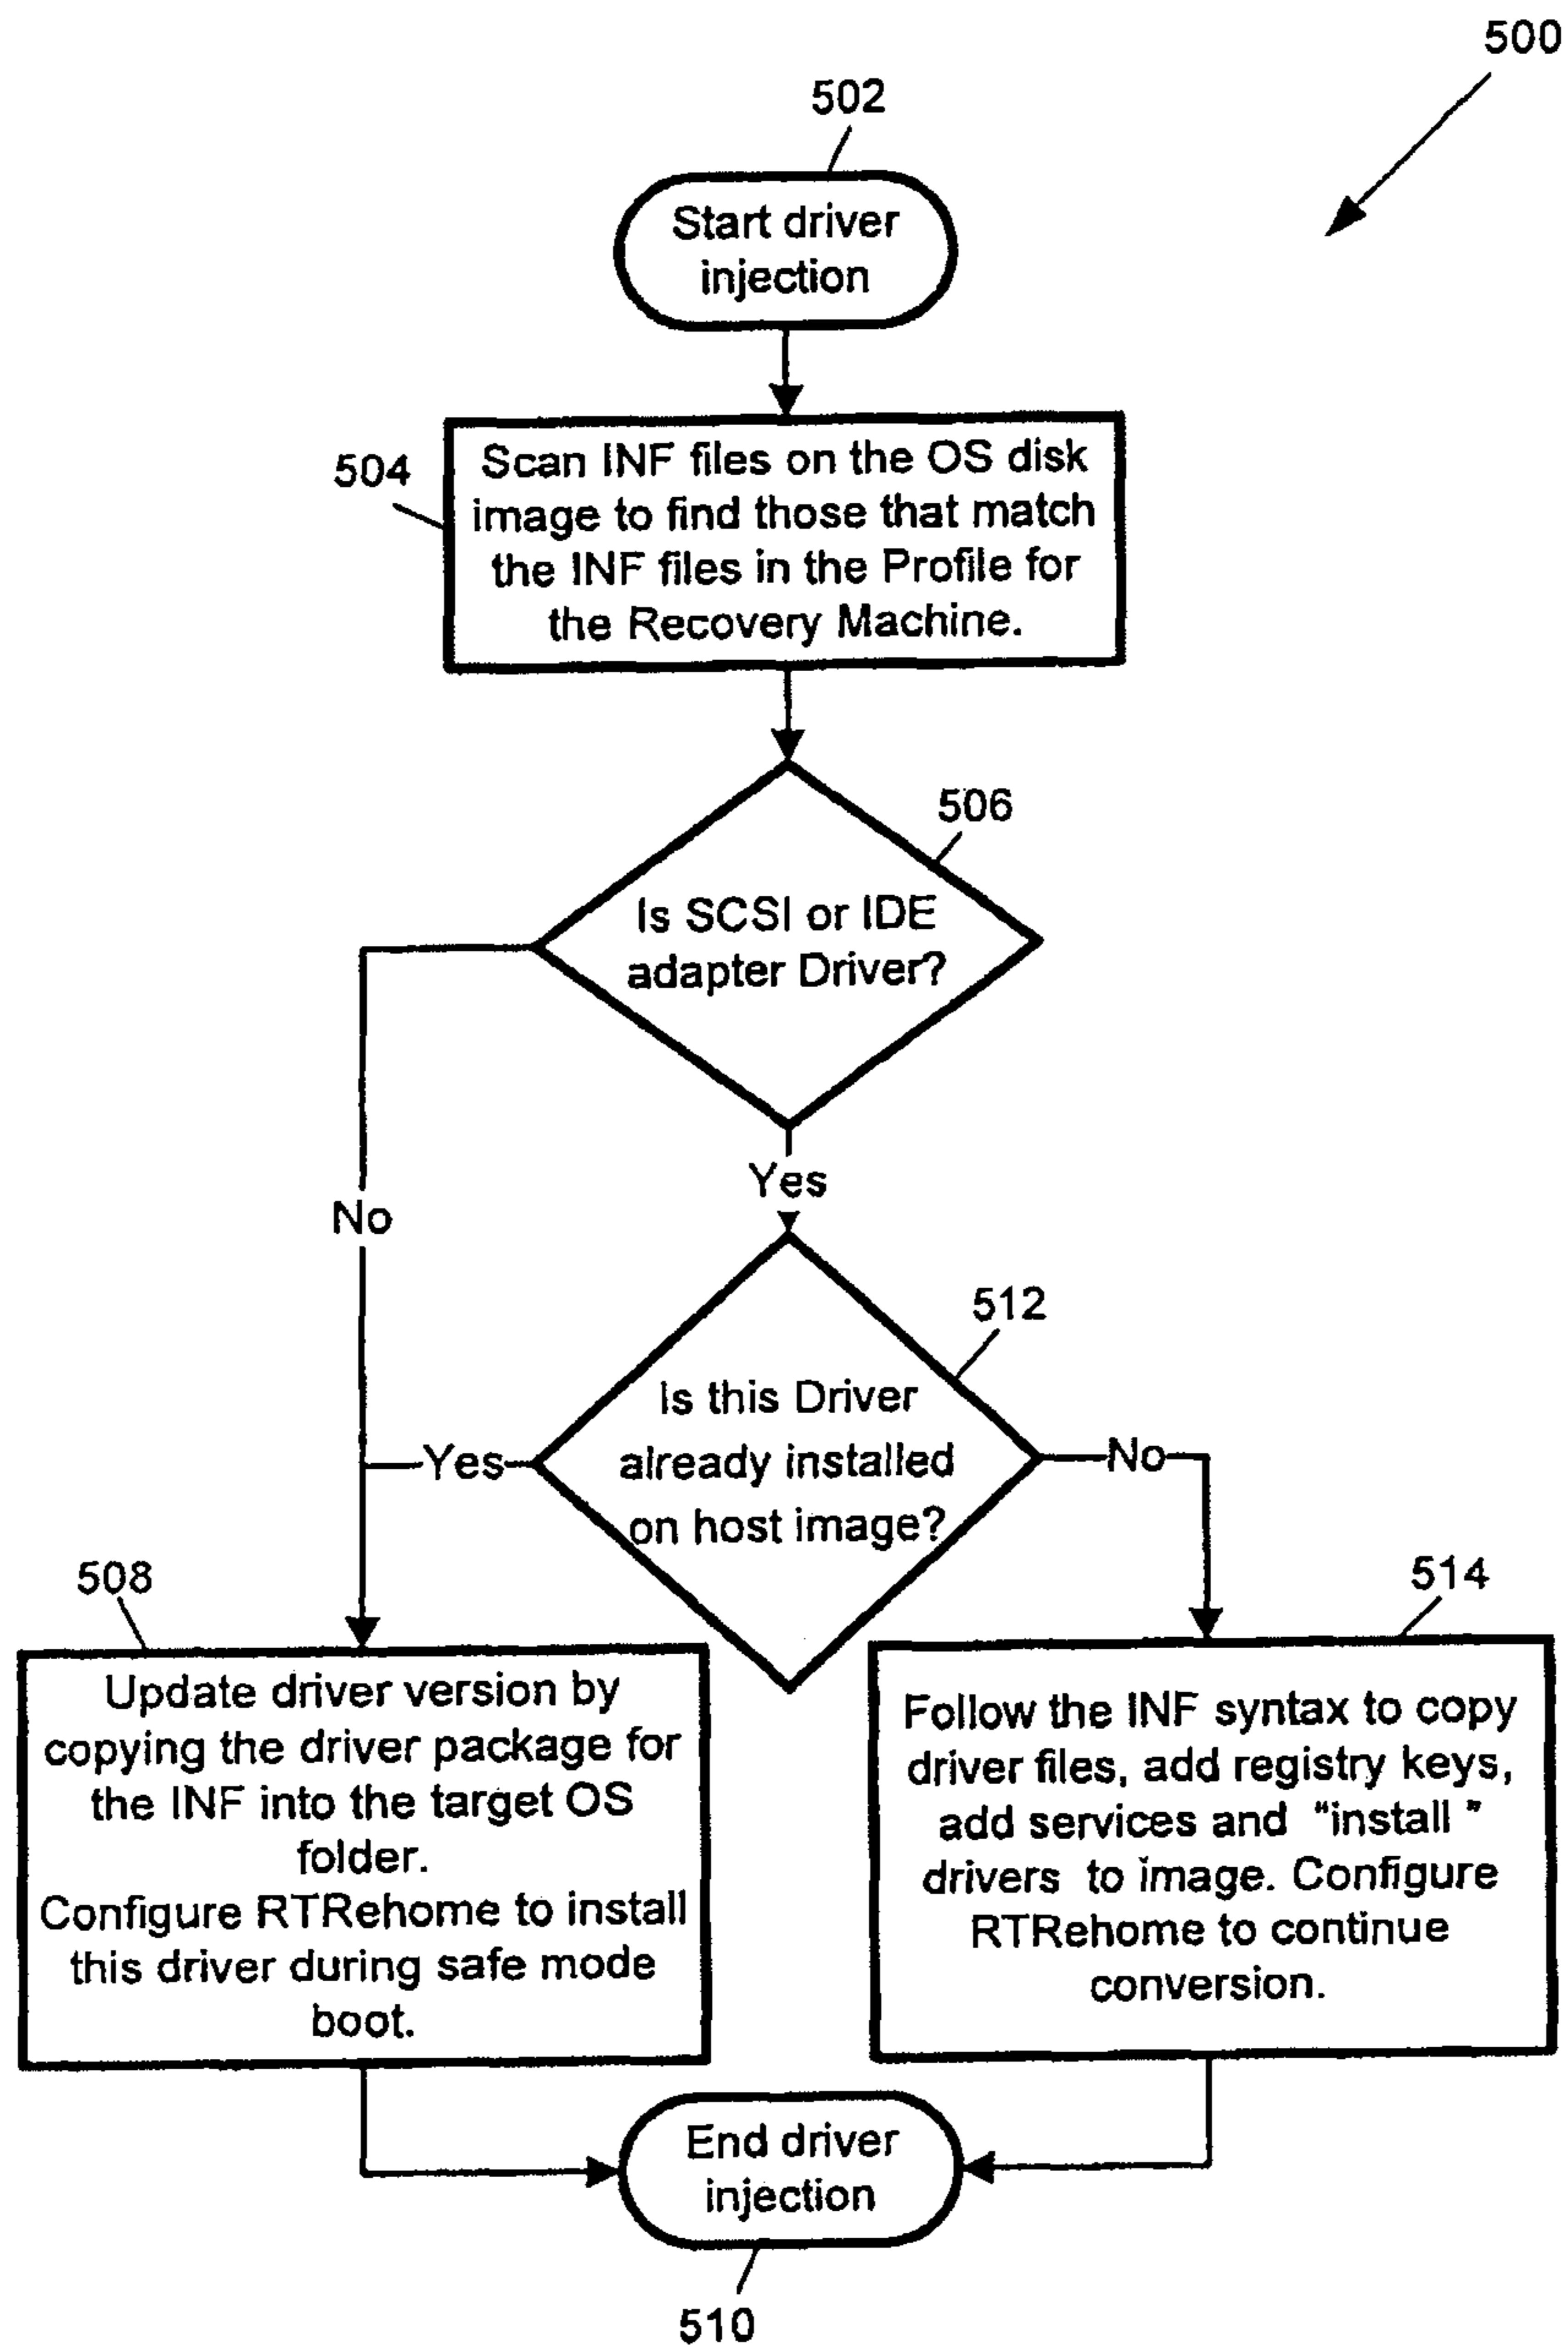 500
502
Start driver
injection
504
Scan INF files on the OS disk
image to find those that match
the INF files in the Profile for
the Recovery Machine.
506
Is SCSI or IDE
adapter Driver?
Yes
No
512
Is this Driver
already installed
on host image?
Yes
No
508
Update driver version by
copying the driver package for
the INF into the target OS
folder.
Configure RTRehome to install
this driver during safe mode
boot.
514
Follow the INF syntax to copy
driver files, add registry keys,
add services and "install "
drivers to image. Configure
RTRehome to continue
conversion.
End driver
injection
510